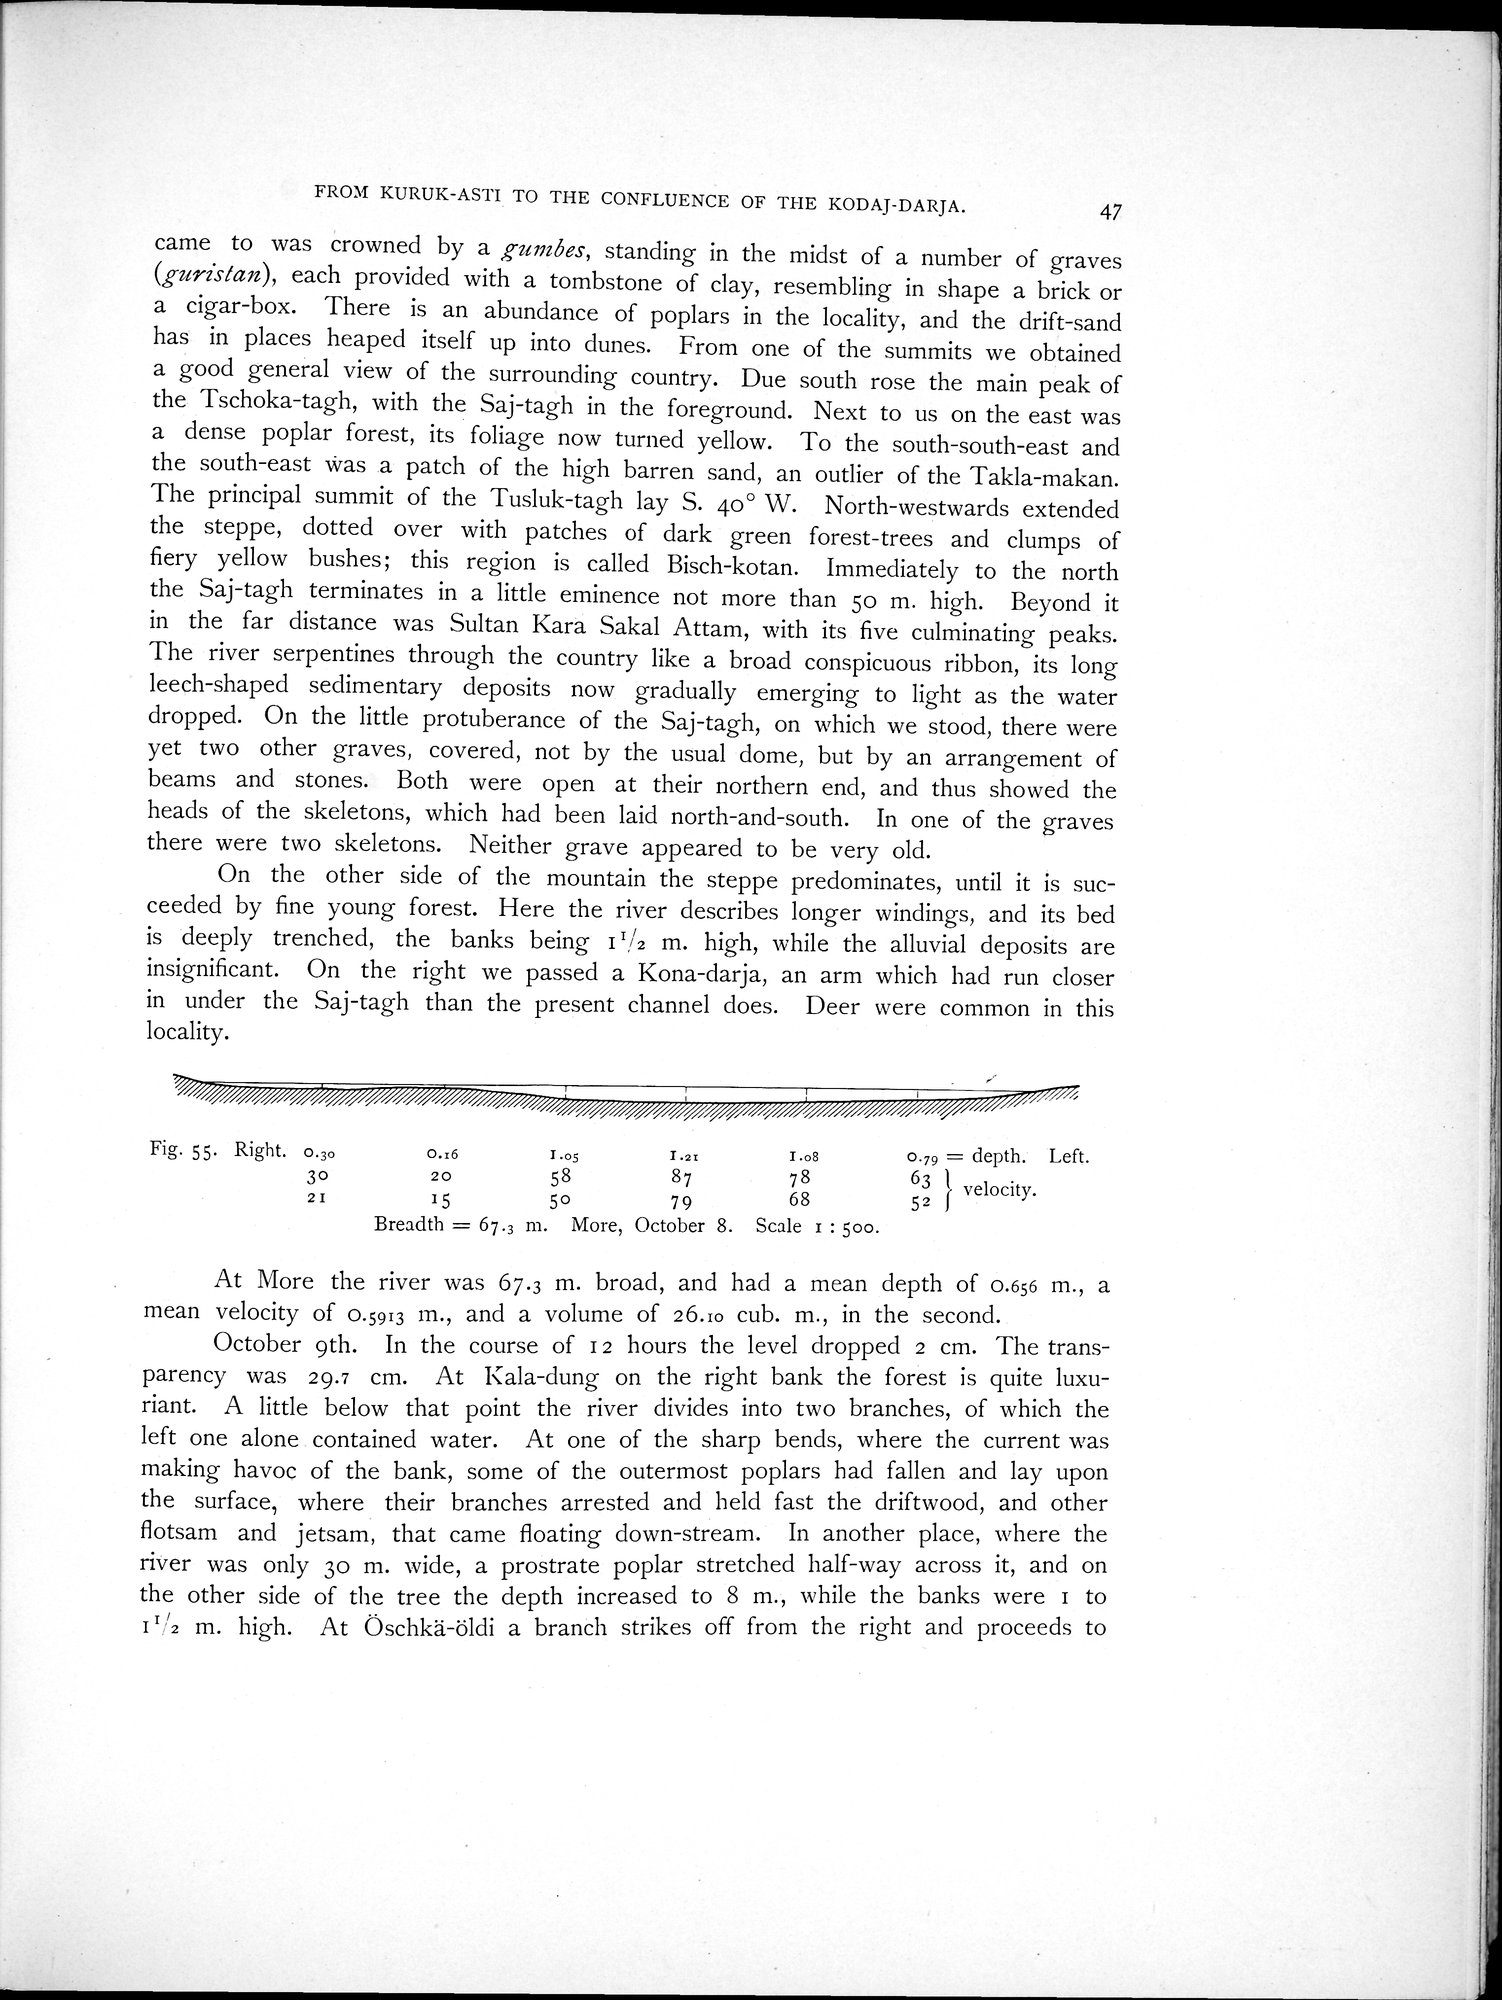 FROM KURUK-ASTI TO THE CONFLUENCE OF THE KODAJ-DARJA. 47
came to was crowned by a gumbes, standing in the midst of a number of graves
(guristan), each provided with a tombstone of clay, resembling in shape a brick or
a cigar-box. There is an abundance of poplars in the locality, and the drift-sand
has in places heaped itself up into dunes. From one of the summits we obtained
a good general view of the surrounding country. Due south rose the main peak of
the Tschoka-tagh, with the Saj-tagh in the foreground. Next to us on the east was
a dense poplar forest, its foliage now turned yellow. To the south-south-east and
the south-east was a patch of the high barren sand, an outlier of the Takla-makan.
The principal summit of the Tusluk-tagh lay S. 40° W. North-westwards extended
the steppe, dotted over with patches of dark green forest-trees and clumps of
fiery yellow bushes; this region is called Bisch-kotan. Immediately to the north
the Saj-tagh terminates in a little eminence not more than 50 m. high. Beyond it
in the far distance was Sultan Kara Sakal Attam, with its five culminating peaks.
The river serpentines through the country like a broad conspicuous ribbon, its long
leech-shaped sedimentary deposits now gradually emerging to light as the water
dropped. On the little protuberance of the Saj-tagh, on which we stood, there were
yet two other graves, covered, not by the usual dome, but by an arrangement of
beams and stones. Both were open at their northern end, and thus showed the
heads of the skeletons, which had been laid north-and-south. In one of the graves
there were two skeletons. Neither grave appeared to be very old.
On the other side of the mountain the steppe predominates, until it is suc-
ceeded by fine young forest. Here the river describes longer windings, and its bed
is deeply trenched, the banks being 1 1/2 m. high, while the alluvial deposits are
insignificant. On the right we passed a Kona-darja, an arm which had run closer
in under the Saj-tagh than the present channel does. Deer were common in this
locality.
Fig. 55. Right. 0.30 0.16 1.05 1.21 1.08 0.79 = depth. Left.
30 20 58 87 78 63 } velocity.
21 15 50 79 68 52
Breadth = 67.3 m. More, October 8. Scale 1 : 500.
At More the river was 67.3 m. broad, and had a mean depth of 0.656 m., a
mean velocity of 0.5913 m., and a volume of 26.10 cub. m., in the second.
October 9th. In the course of 12 hours the level dropped 2 cm. The trans-
parency was 29.7 cm. At Kala-dung on the right bank the forest is quite luxu-
riant. A little below that point the river divides into two branches, of which the
left one alone contained water. At one of the sharp bends, where the current was
making havoc of the bank, some of the outermost poplars had fallen and lay upon
the surface, where their branches arrested and held fast the driftwood, and other
flotsam and jetsam, that came floating down-stream. In another place, where the
river was only 30 m. wide, a prostrate poplar stretched half-way across it, and on
the other side of the tree the depth increased to 8 m., while the banks were 1 to
1 1/2 m. high. At Öschkä-öldi a branch strikes off from the right and proceeds to